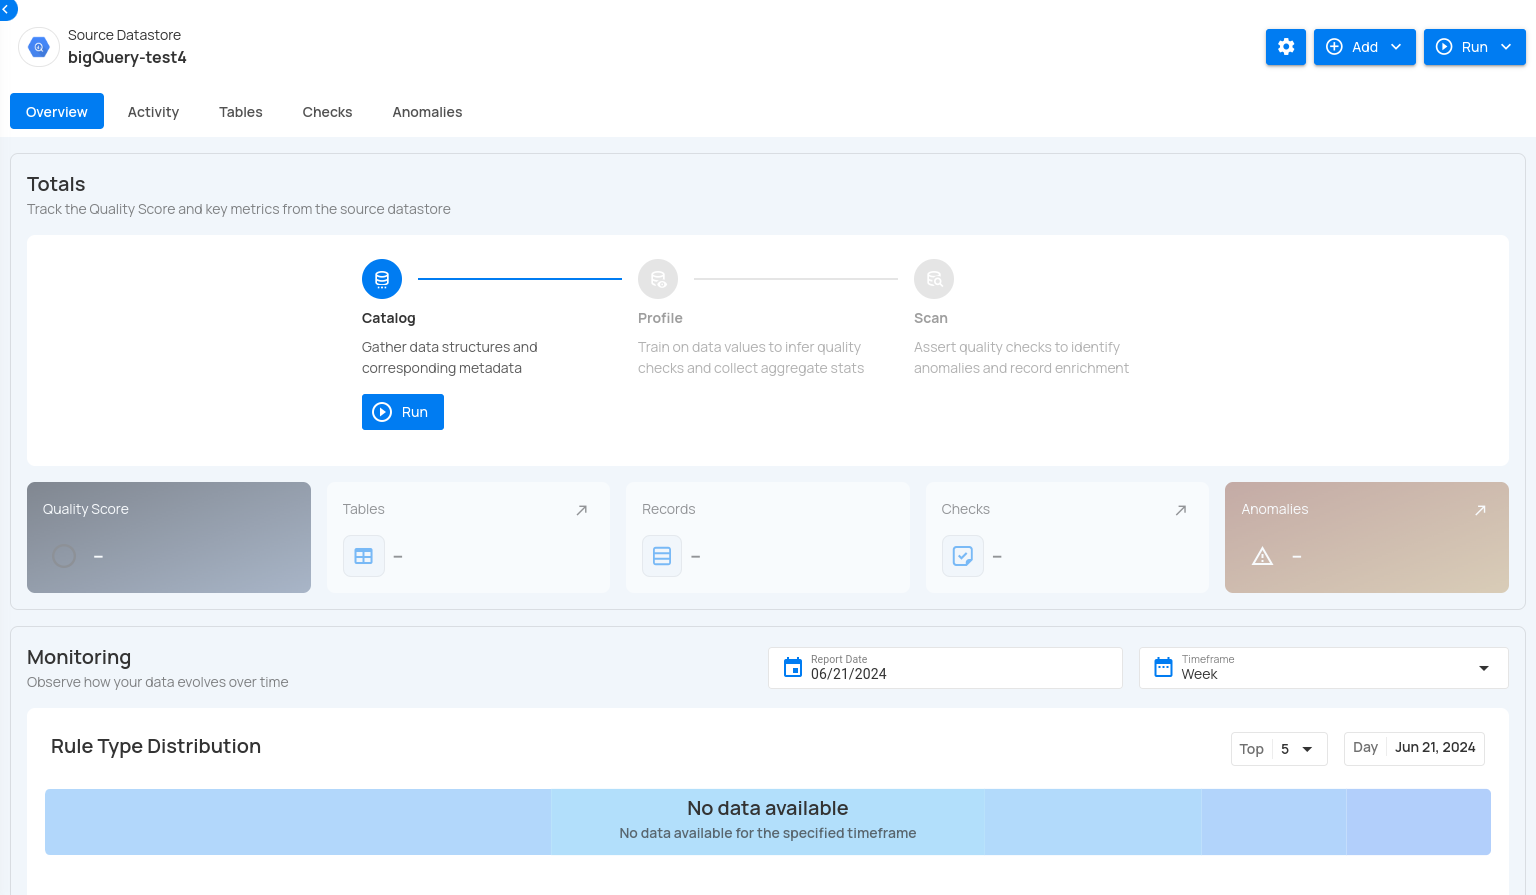 Source Datastore
bigQuery-test4
Add
Run
Overview
Activity
Tables
Checks
Anomalies
Totals
Track the Quality Score and key metrics from the source datastore
Catalog
Gather data structures and
corresponding metadata
Run
Profile
Train on data values to infer quality
checks and collect aggregate stats
Scan
Assert quality checks to identify
anomalies and record enrichment
Quality Score
–
Tables
–
Records
–
Checks
–
Anomalies
–
Monitoring
Observe how your data evolves over time
Report Date
06/21/2024
Timeframe
Week
Rule Type Distribution
Top 5
Day Jun 21, 2024
No data available
No data available for the specified timeframe